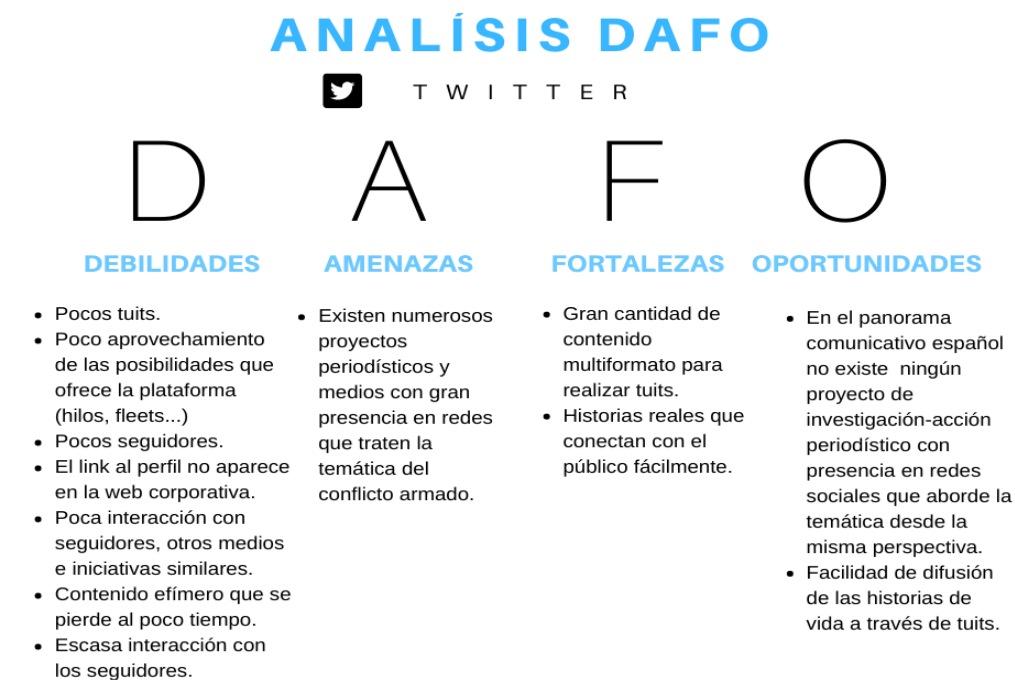 ANALÍSIS DAFO
TWITTER
D A F O
DEBILIDADES
• Pocos tuits.
• Poco aprovechamiento
de las posibilidades que
ofrece la plataforma
(hilos, fleets...)
• Pocos seguidores.
• El link al perfil no aparece
en la web corporativa.
• Poca interacción con
seguidores, otros medios
e iniciativas similares.
• Contenido efímero que se
pierde al poco tiempo.
• Escasa interacción con
los seguidores.
AMENAZAS
• Existen numerosos
proyectos
periodísticos y
medios con gran
presencia en redes
que traten la
temática del
conflicto armado.
FORTALEZAS
• Gran cantidad de
contenido
multiformato para
realizar tuits.
• Historias reales que
conectan con el
público fácilmente.
OPORTUNIDADES
• En el panorama
comunicativo español
no existe ningún
proyecto de
investigación-acción
periodístico con
presencia en redes
sociales que aborde la
temática desde la
misma perspectiva.
• Facilidad de difusión
de las historias de
vida a través de tuits.